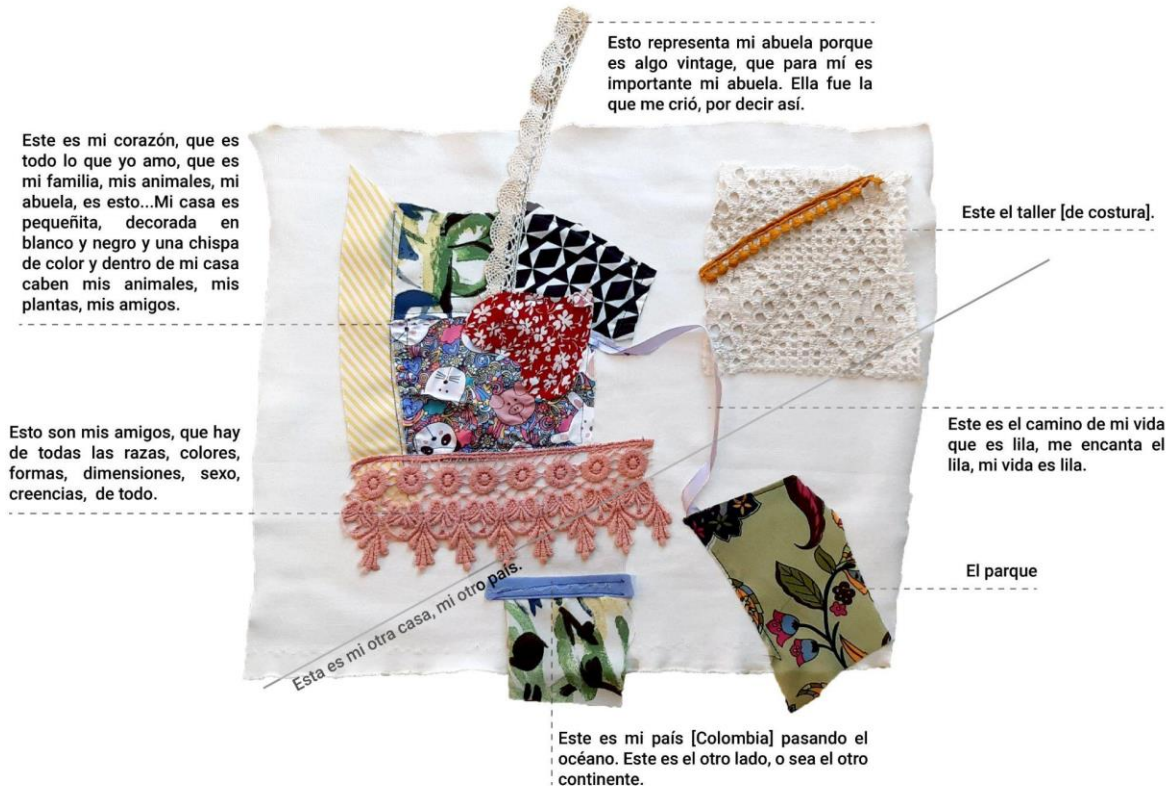 Esto representa mi abuela porque
es algo vintage, que para mí es
importante mi abuela. Ella fue la
que me crió, por decir así.
Este es mi corazón, que es
todo lo que yo amo, que es
mi familia, mis animales, mi
abuela, es esto...Mi casa es
pequeñita, decorada en
blanco y negro y una chispa
de color y dentro de mi casa
caben mis animales, mis
plantas, mis amigos.
Este el taller [de costura].
Esto son mis amigos, que hay
de todas las razas, colores,
formas, dimensiones, sexo,
creencias, de todo.
Este es el camino de mi vida
que es lila, me encanta el
lila, mi vida es lila.
El parque
Esta es mi otra casa, mi otro país.
Este es mi país [Colombia] pasando el
océano. Este es el otro lado, o sea el otro
continente.